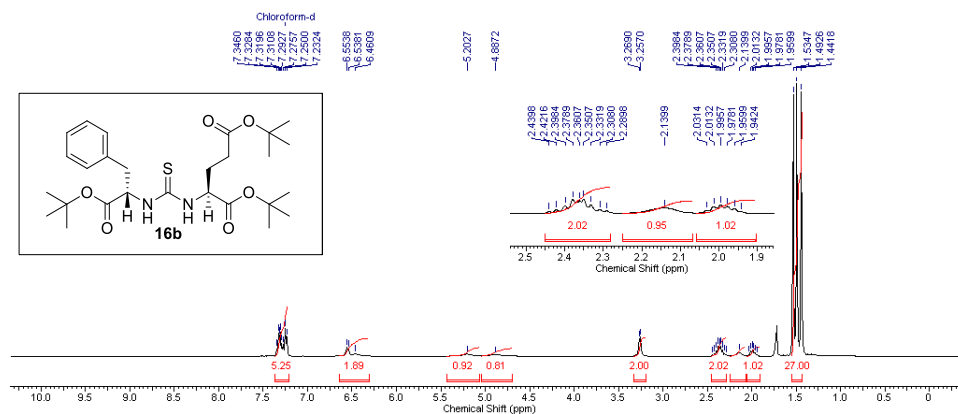 Chloroform-d
7.3460
7.3284
7.3196
7.3108
7.2927
7.2757
7.2500
7.2324
6.5538
6.5381
6.4609
5.2027
4.8872
3.2690
3.2570
2.3984
2.3789
2.3607
2.3507
2.3319
2.3080
2.1399
2.0132
1.9957
1.9781
1.9599
1.5347
1.4926
1.4418
2.4398
2.4216
2.3984
2.3789
2.3607
2.3507
2.3319
2.3080
2.2898
2.1399
2.0314
2.0132
1.9957
1.9781
1.9599
1.9424
O
O
S
O
N
H
N
H
O
O
O
16b
2.02 0.95 1.02
2.5 2.4 2.3 2.2 2.1 2.0 1.9
Chemical Shift (ppm)
5.25 1.89 0.92 0.81 2.00 2.02 1.02 27.00
10.0 9.5 9.0 8.5 8.0 7.5 7.0 6.5 6.0 5.5 5.0 4.5 4.0 3.5 3.0 2.5 2.0 1.5 1.0 0.5 0
Chemical Shift (ppm)